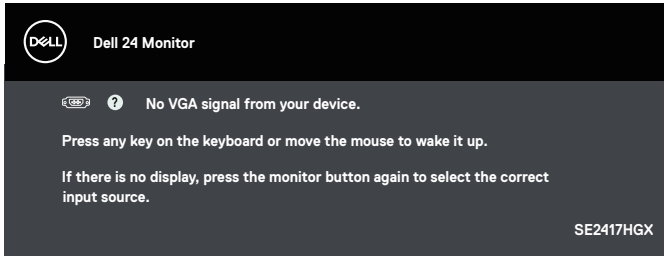 DELL
Dell 24 Monitor
? No VGA signal from your device.
Press any key on the keyboard or move the mouse to wake it up.
If there is no display, press the monitor button again to select the correct
input source.
SE2417HGX